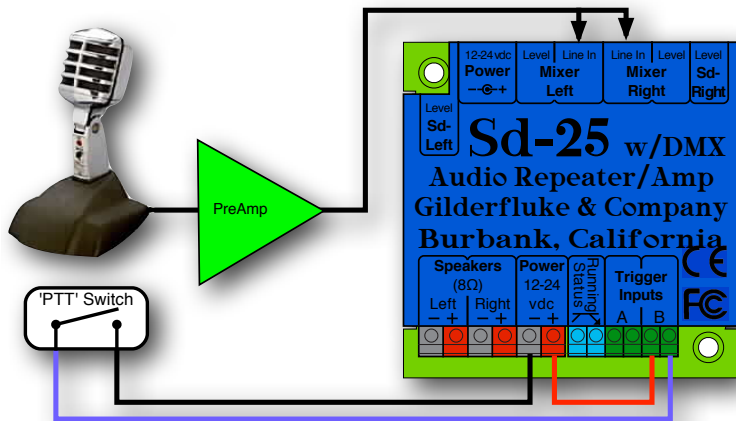 12-24vdc
Power
- +
Level Line In
Mixer
Left
Line In Level
Mixer
Right
Level
Sd-
Right
Level
Sd-
Left
Sd-25 w/DMX
Audio Repeater/Amp
Gilderfluke & Company
Burbank, California
PreAmp
'PTT' Switch
Speakers
(8Ω)
Left Right
- + - +
Power
12-24
vdc
- +
Running
Status
Trigger
Inputs
A B
CE
FC